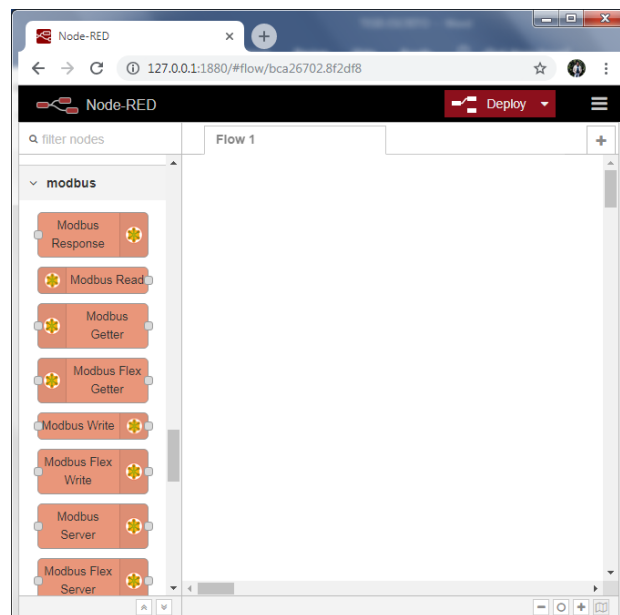 Node-RED
127.0.0.1:1880/#flow/bca26702.8f2df8
Node-RED
Deploy
filter nodes
Flow 1
modbus
Modbus
Response
Modbus Read
Modbus
Getter
Modbus Flex
Getter
Modbus Write
Modbus Flex
Write
Modbus
Server
Modbus Flex
Server